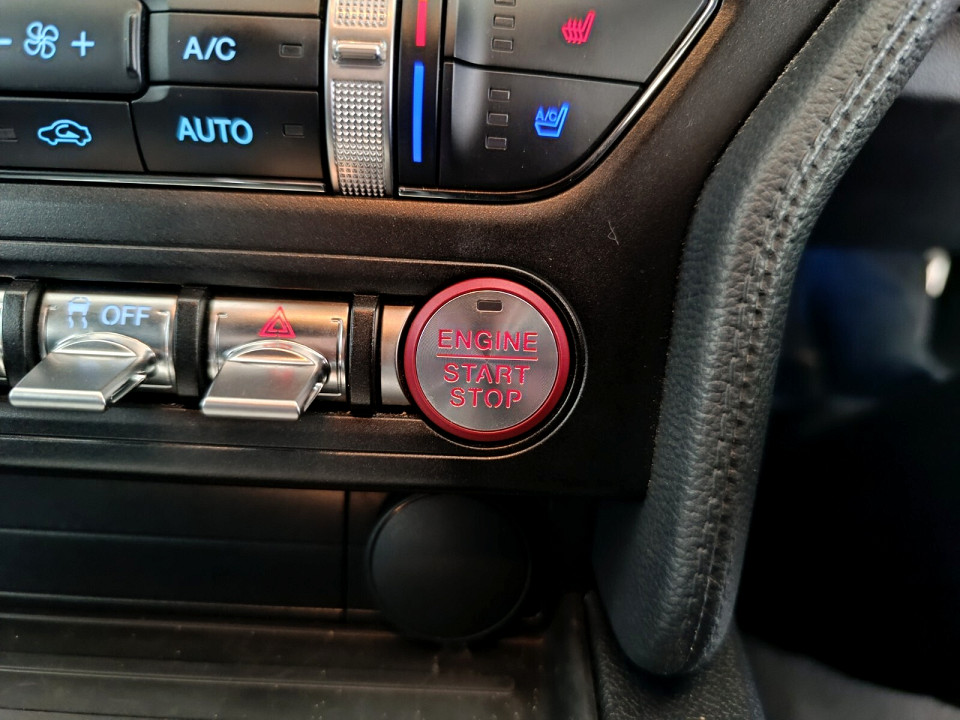 A/C
AUTO
A/C
OFF
ENGINE
START
STOP